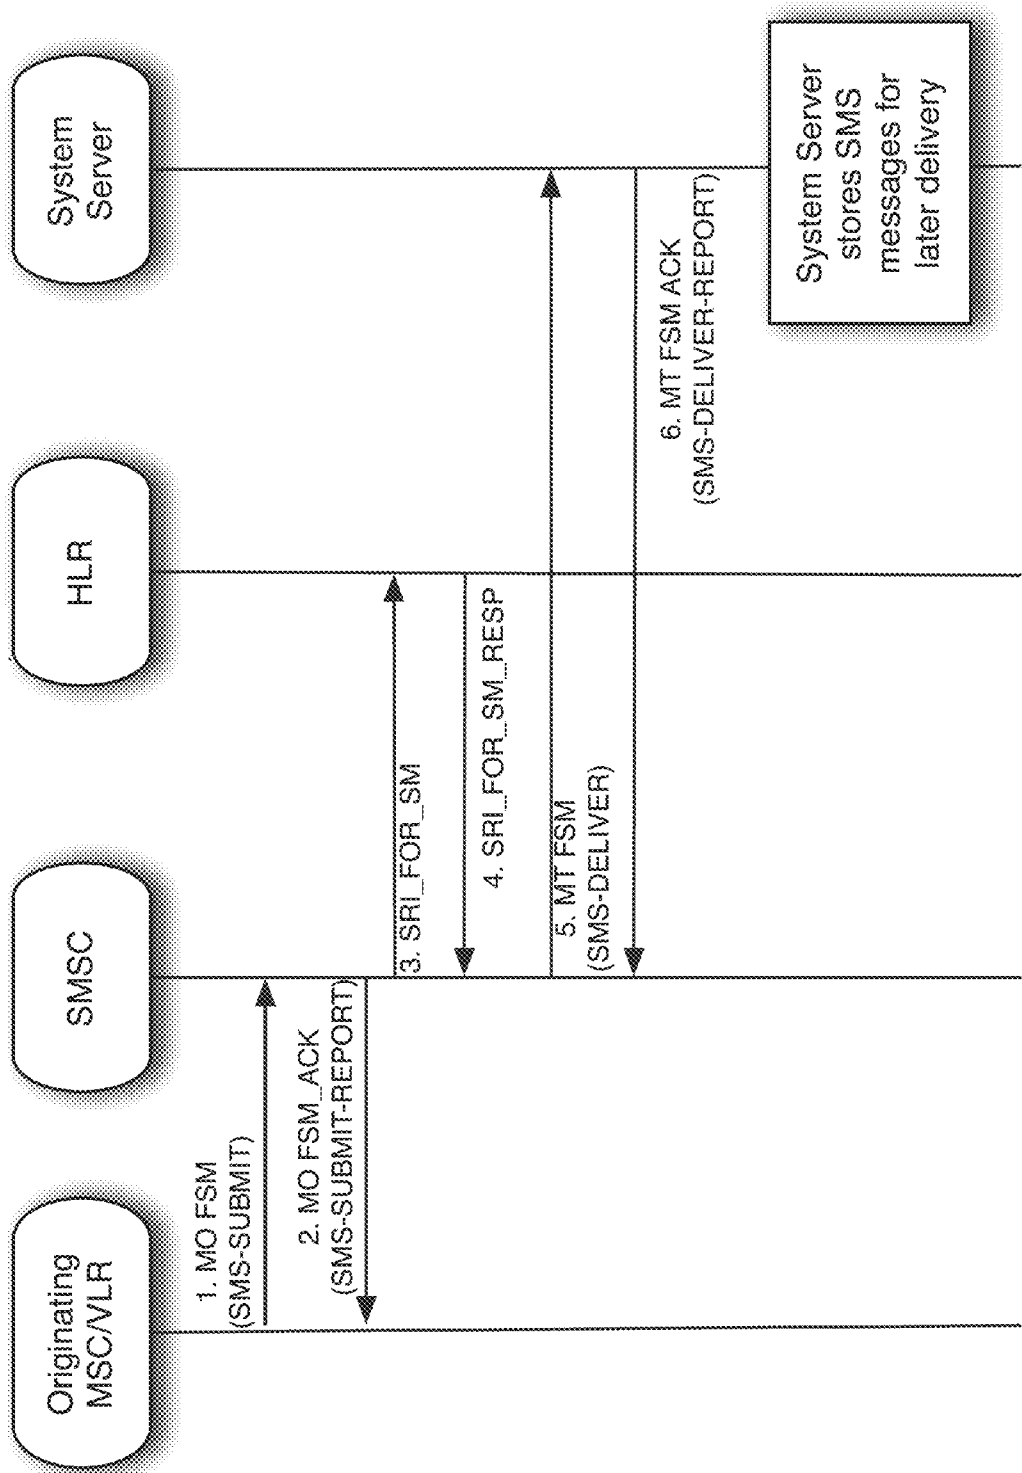 Originating
MSC/VLR
SMSC
HLR
System
Server
1. MO FSM
(SMS-SUBMIT)
2. MO FSM_ACK
(SMS-SUBMIT-REPORT)
3. SRI_FOR_SM
4. SRI_FOR_SM_RESP
5. MT FSM
(SMS-DELIVER)
6. MT FSM ACK
(SMS-DELIVER-REPORT)
System Server
stores SMS
messages for
later delivery